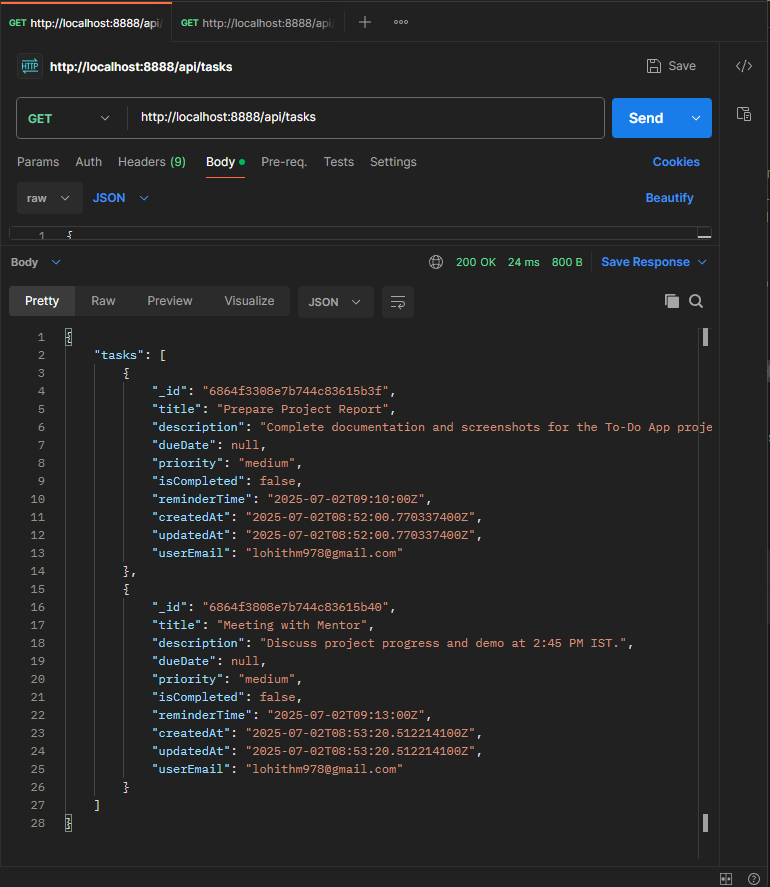 GET http://localhost:8888/api/
GET http://localhost:8888/api/
HTTP http://localhost:8888/api/tasks
Save
GET http://localhost:8888/api/tasks
Send
Params Auth Headers (9) Body Pre-req. Tests Settings Cookies
raw JSON Beautify
1 {
Body 200 OK 24 ms 800 B Save Response
Pretty Raw Preview Visualize JSON
1 {
2 "tasks": [
3 {
4 "_id": "6864f3308e7b744c83615b3f",
5 "title": "Prepare Project Report",
6 "description": "Complete documentation and screenshots for the To-Do App proje
7 "dueDate": null,
8 "priority": "medium",
9 "isCompleted": false,
10 "reminderTime": "2025-07-02T09:10:00Z",
11 "createdAt": "2025-07-02T08:52:00.770337400Z",
12 "updatedAt": "2025-07-02T08:52:00.770337400Z",
13 "userEmail": "lohithm978@gmail.com"
14 },
15 {
16 "_id": "6864f3808e7b744c83615b40",
17 "title": "Meeting with Mentor",
18 "description": "Discuss project progress and demo at 2:45 PM IST.",
19 "dueDate": null,
20 "priority": "medium",
21 "isCompleted": false,
22 "reminderTime": "2025-07-02T09:13:00Z",
23 "createdAt": "2025-07-02T08:53:20.512214100Z",
24 "updatedAt": "2025-07-02T08:53:20.512214100Z",
25 "userEmail": "lohithm978@gmail.com"
26 }
27 ]
28 }